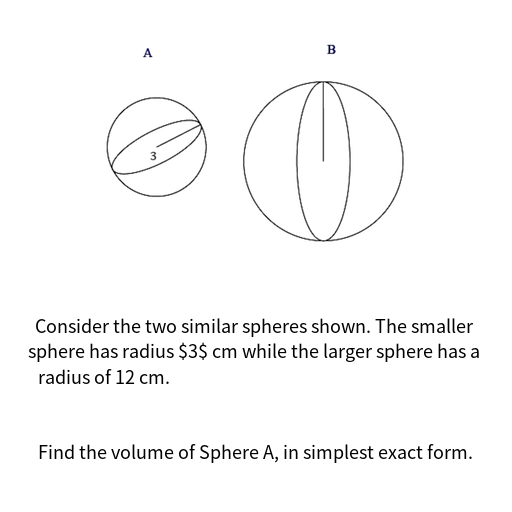 A
B
3
Consider the two similar spheres shown. The smaller
sphere has radius $3$ cm while the larger sphere has a
radius of 12 cm.
Find the volume of Sphere A, in simplest exact form.